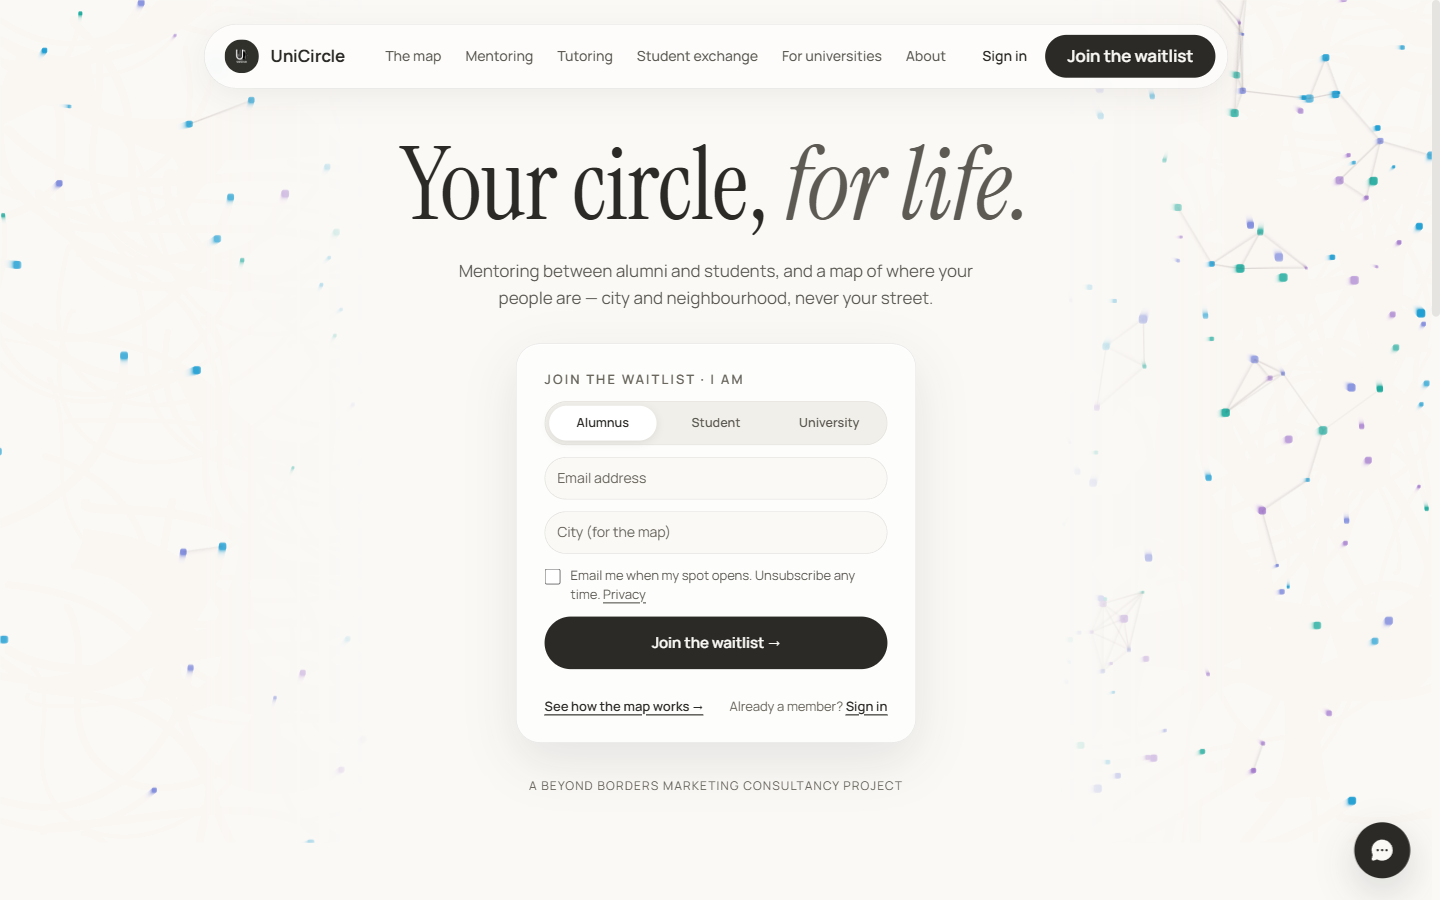 UniCircle
The map
Mentoring
Tutoring
Student exchange
For universities
About
Sign in
Join the waitlist
Your circle, for life.
Mentoring between alumni and students, and a map of where your
people are — city and neighbourhood, never your street.
JOIN THE WAITLIST · I AM
Alumnus
Student
University
Email address
City (for the map)
Email me when my spot opens. Unsubscribe any
time. Privacy
Join the waitlist →
See how the map works →
Already a member? Sign in
A BEYOND BORDERS MARKETING CONSULTANCY PROJECT